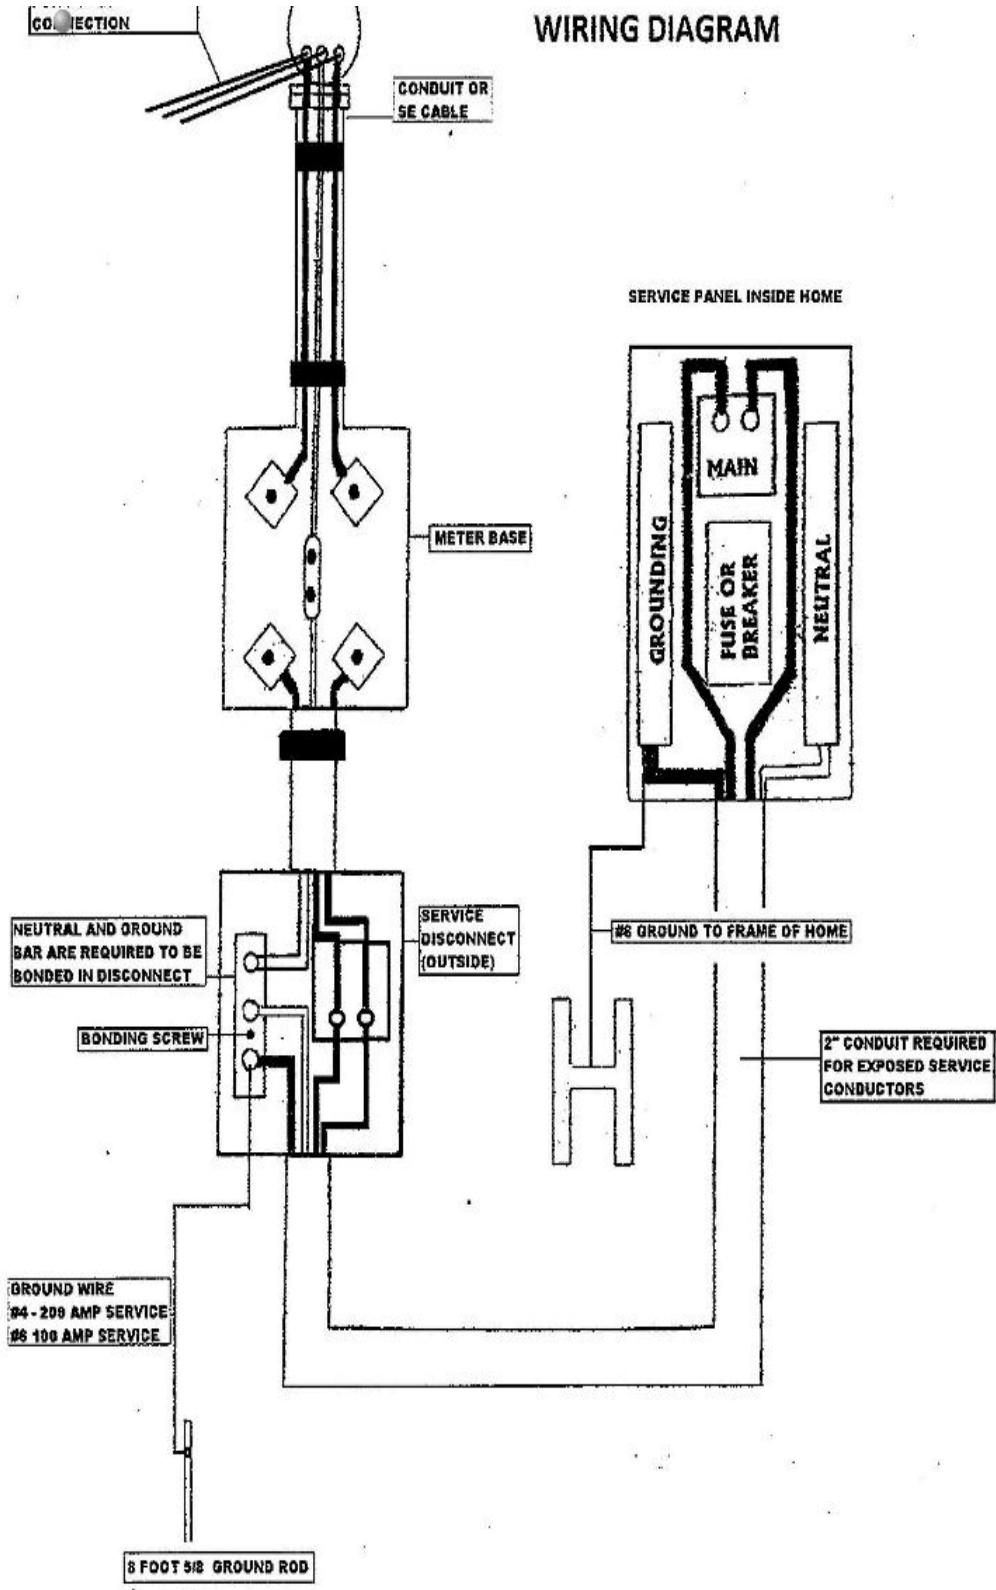 CONNECTION
WIRING DIAGRAM
CONDUIT OR
SE CABLE
SERVICE PANEL INSIDE HOME
METER BASE
MAIN
GROUNDING
FUSE OR
BREAKER
NEUTRAL
NEUTRAL AND GROUND
BAR ARE REQUIRED TO BE
BONDED IN DISCONNECT
SERVICE
DISCONNECT
(OUTSIDE)
#6 GROUND TO FRAME OF HOME
BONDING SCREW
2" CONDUIT REQUIRED
FOR EXPOSED SERVICE
CONDUCTORS
GROUND WIRE
#4 - 200 AMP SERVICE
#6 100 AMP SERVICE
8 FOOT 5/8 GROUND ROD